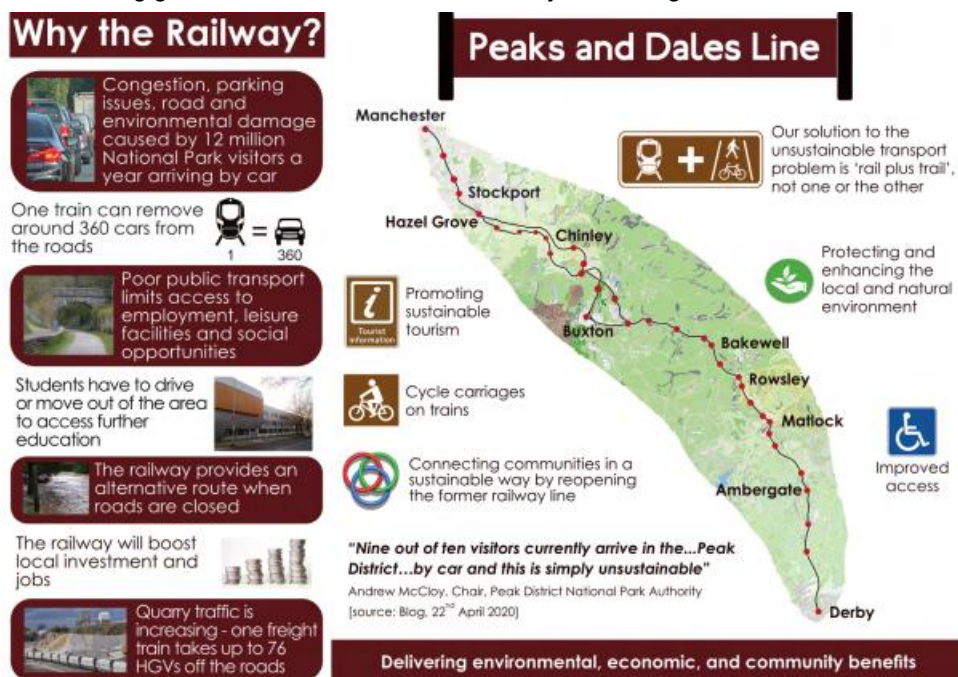 Why the Railway?
Congestion, parking
issues, road and
environmental damage
caused by 12 million
National Park visitors a
year arriving by car
One train can remove
around 360 cars from
the roads
1
=
360
Poor public transport
limits access to
employment, leisure
facilities and social
opportunities
Students have to drive
or move out of the area
to access further
education
The railway provides an
alternative route when
roads are closed
The railway will boost
local investment and
jobs
Quarry traffic is
increasing - one freight
train takes up to 76
HGVs off the roads
Peaks and Dales Line
Manchester
Stockport
Hazel Grove
Chinley
Buxton
Bakewell
Rowsley
Matlock
Ambergate
Derby
+
Our solution to the
unsustainable transport
problem is 'rail plus trail',
not one or the other
Protecting and
enhancing the
local and natural
environment
i
Tourist
Information
Promoting
sustainable
tourism
Cycle carriages
on trains
Connecting communities in a
sustainable way by reopening
the former railway line
Improved
access
"Nine out of ten visitors currently arrive in the...Peak
District...by car and this is simply unsustainable"
Andrew McCloy, Chair, Peak District National Park Authority
[source: Blog, 22nd April 2020)
Delivering environmental, economic, and community benefits